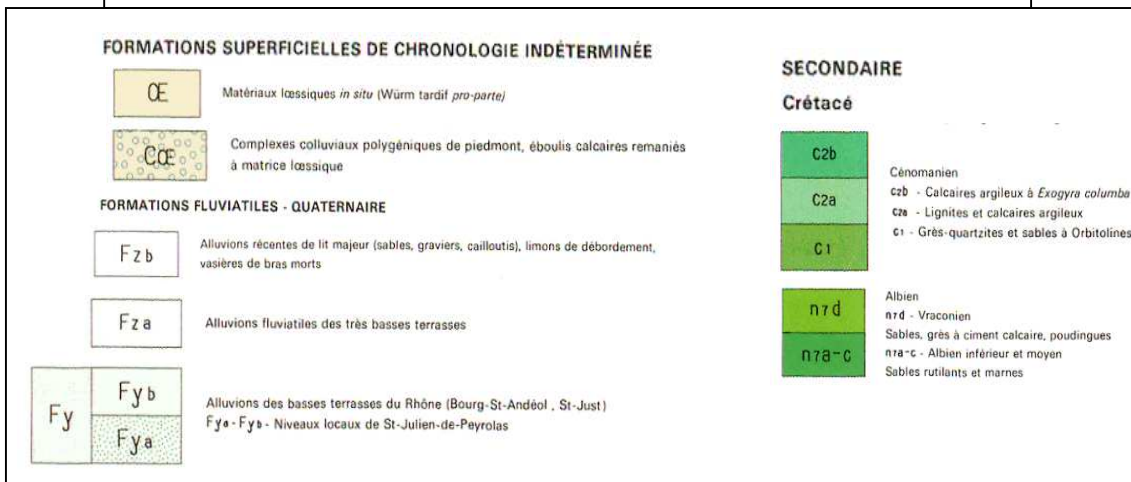 FORMATIONS SUPERFICIELLES DE CHRONOLOGIE INDÉTERMINÉE
Œ
Matériaux lœssiques in situ (Würm tardif pro-parte)
CŒ
Complexes colluviaux polygéniques de piedmont, éboulis calcaires remaniés
à matrice lœssique
FORMATIONS FLUVIATILES - QUATERNAIRE
Fzb
Alluvions récentes de lit majeur (sables, graviers, cailloutis), limons de débordement,
vasières de bras morts
Fza
Alluvions fluviatiles des très basses terrasses
Fy
Fyb
Fya
Alluvions des basses terrasses du Rhône (Bourg-St-Andéol , St-Just)
Fya - Fyb - Niveaux locaux de St-Julien-de-Peyrolas
SECONDAIRE
Crétacé
C2b
C2a
C1
Cénomanien
C2b - Calcaires argileux à Exogyra columba
C2a - Lignites et calcaires argileux
C1 - Grès-quartzites et sables à Orbitolines
n7d
n7a-c
Albien
n7d - Vraconien
Sables, grès à ciment calcaire, poudingues
n7a-c - Albien inférieur et moyen
Sables rutilants et marnes